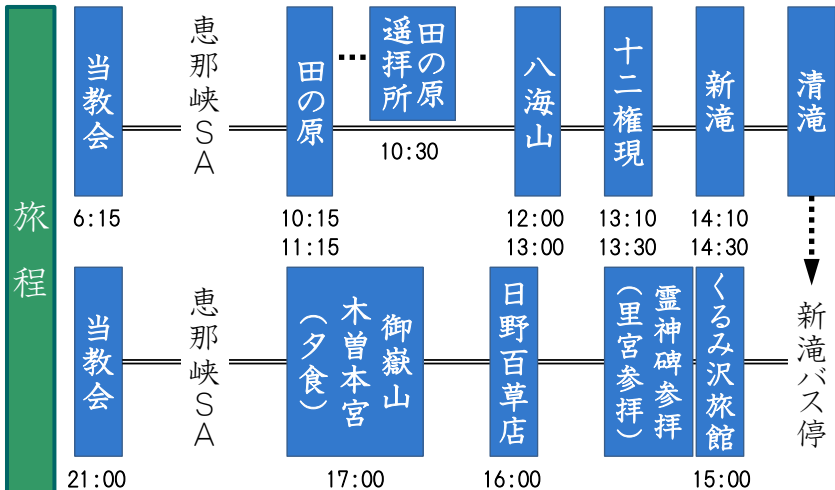 旅程
当教会
6:15
恵那峡SA
田の原
10:15
11:15
…
田の原
遥拝所
10:30
八海山
12:00
13:00
十二権現
13:10
13:30
新滝
14:10
14:30
清滝
新滝バス停
くるみ沢旅館
15:00
霊神碑参拝
（里宮参拝）
日野百草店
16:00
御嶽山
木曽本宮
（夕食）
17:00
恵那峡SA
当教会
21:00